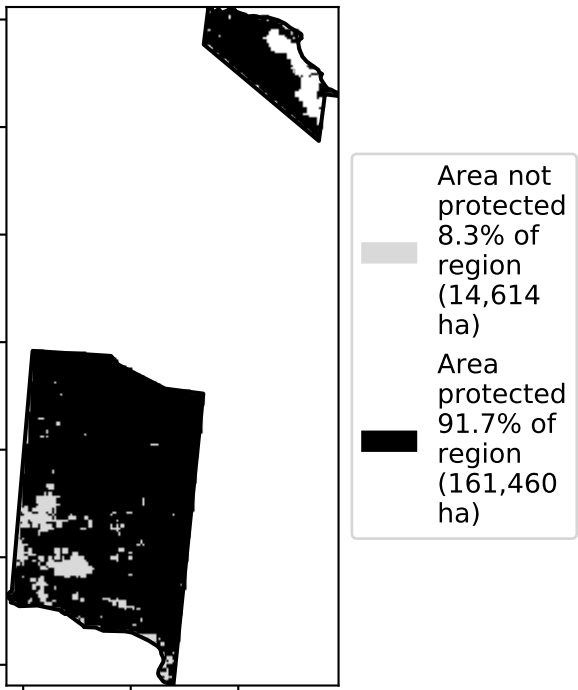 Area not
protected
8.3% of
region
(14,614
ha)
Area
protected
91.7% of
region
(161,460
ha)